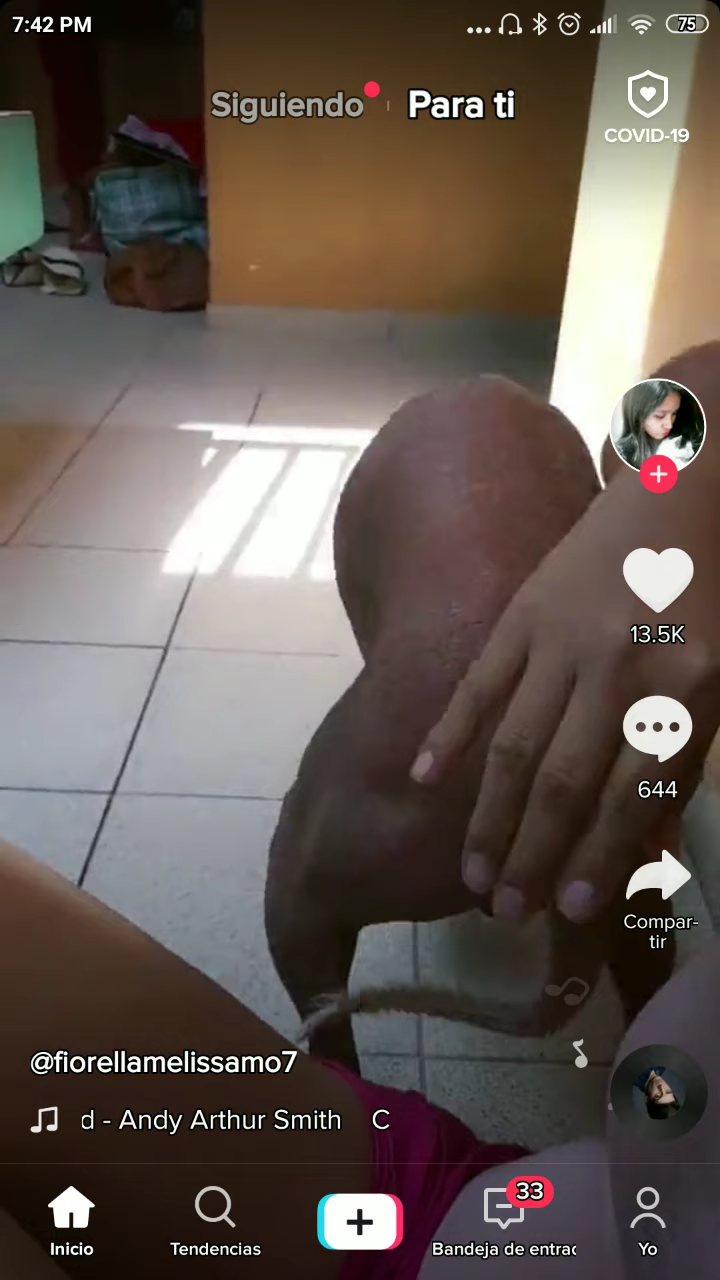 7:42 PM
75
Siguiendo
Para ti
COVID-19
13.5K
644
Compar-
tir
@fiorellamelissamo7
d - Andy Arthur Smith C
33
Inicio
Tendencias
Bandeja de entrac
Yo